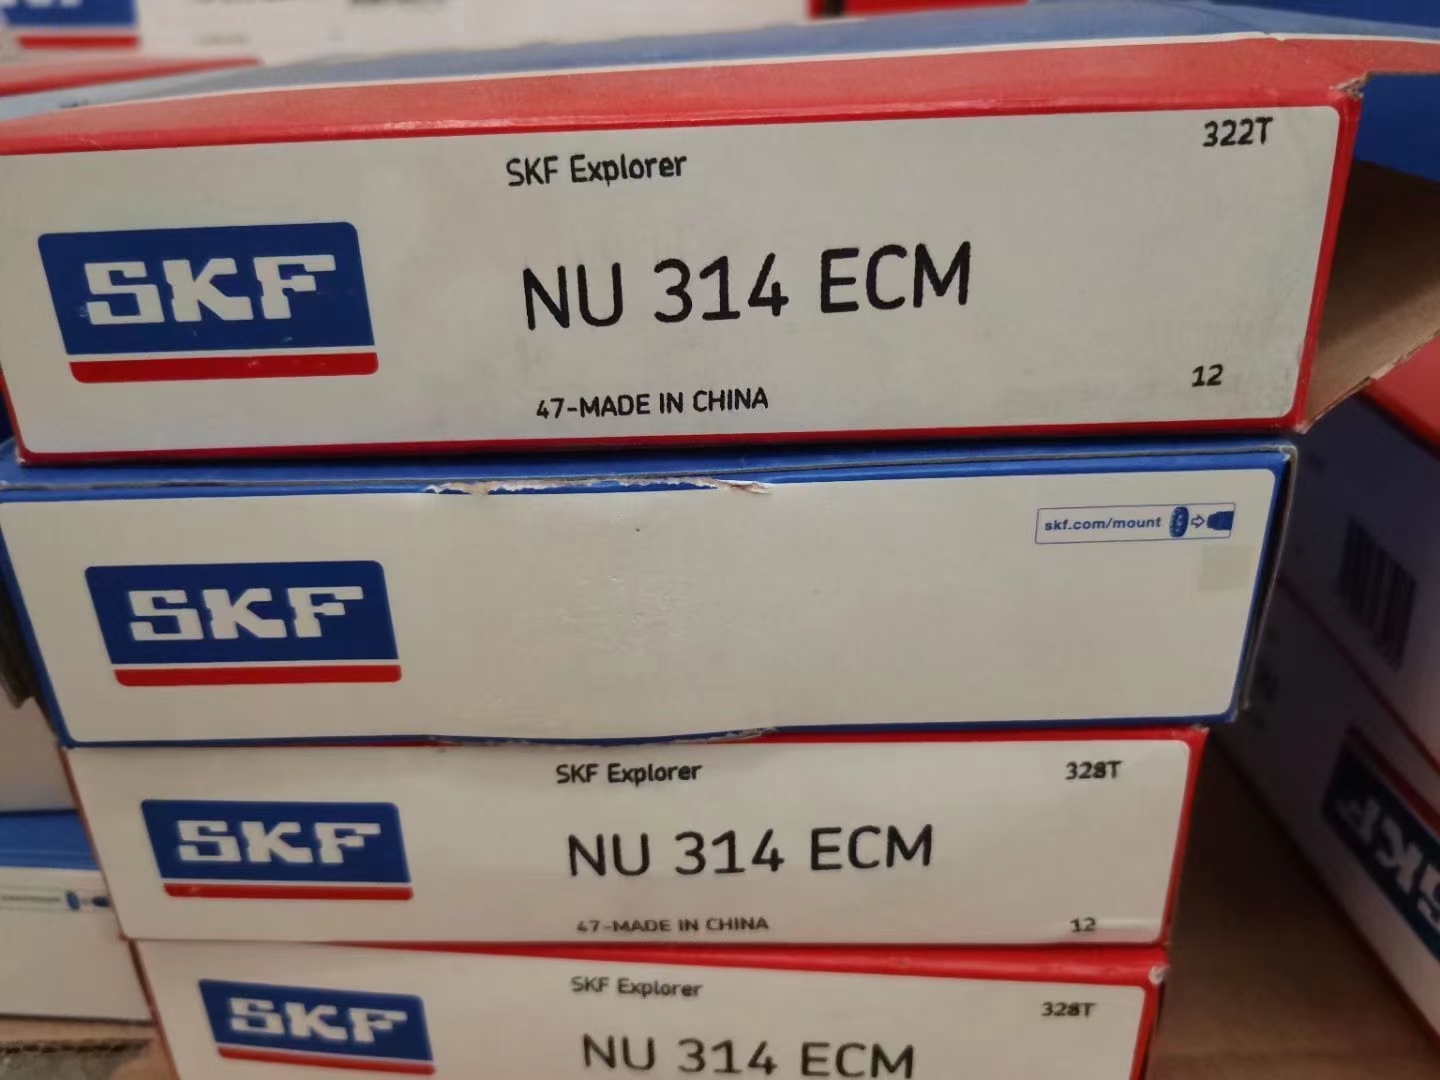 322T
SKF Explorer
SKF
NU 314 ECM
12
47-MADE IN CHINA
skf.com/mount
SKF
SKF Explorer
328T
SKF
NU 314 ECM
47-MADE IN CHINA
12
SKF Explorer
328T
SKF
NU 314 ECM
SKF